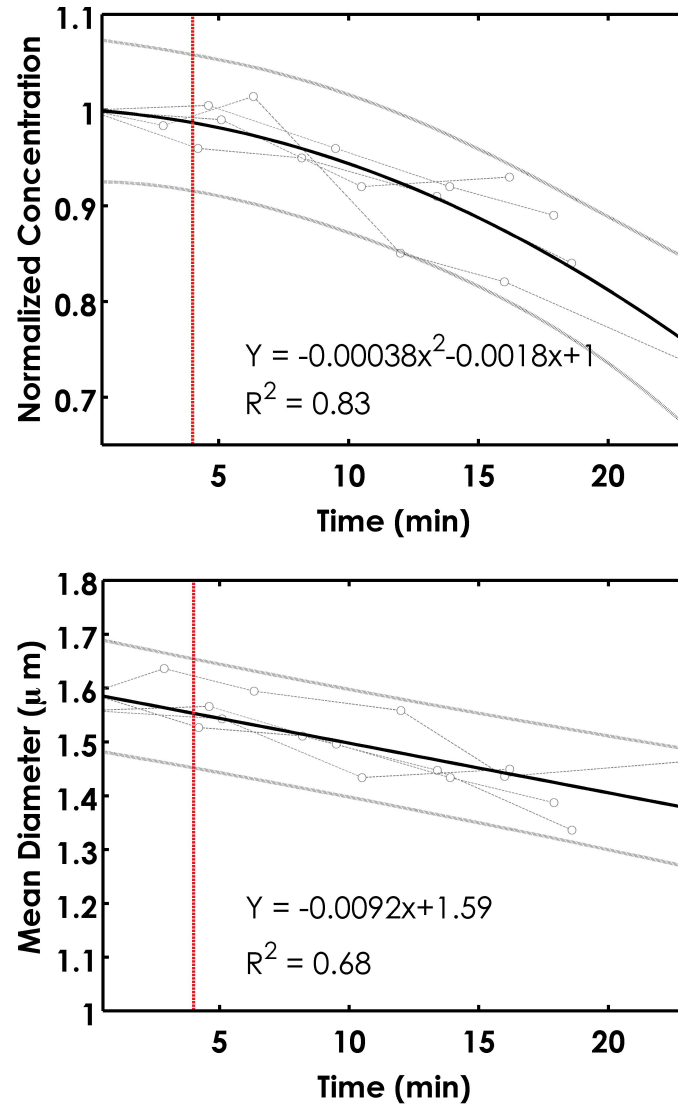 1.1
1
0.9
0.8
0.7
Normalized Concentration
Y = -0.00038x²-0.0018x+1
R² = 0.83
5 10 15 20
Time (min)
1.8
1.7
1.6
1.5
1.4
1.3
1.2
1.1
1
Mean Diameter (μ m)
Y = -0.0092x+1.59
R² = 0.68
5 10 15 20
Time (min)